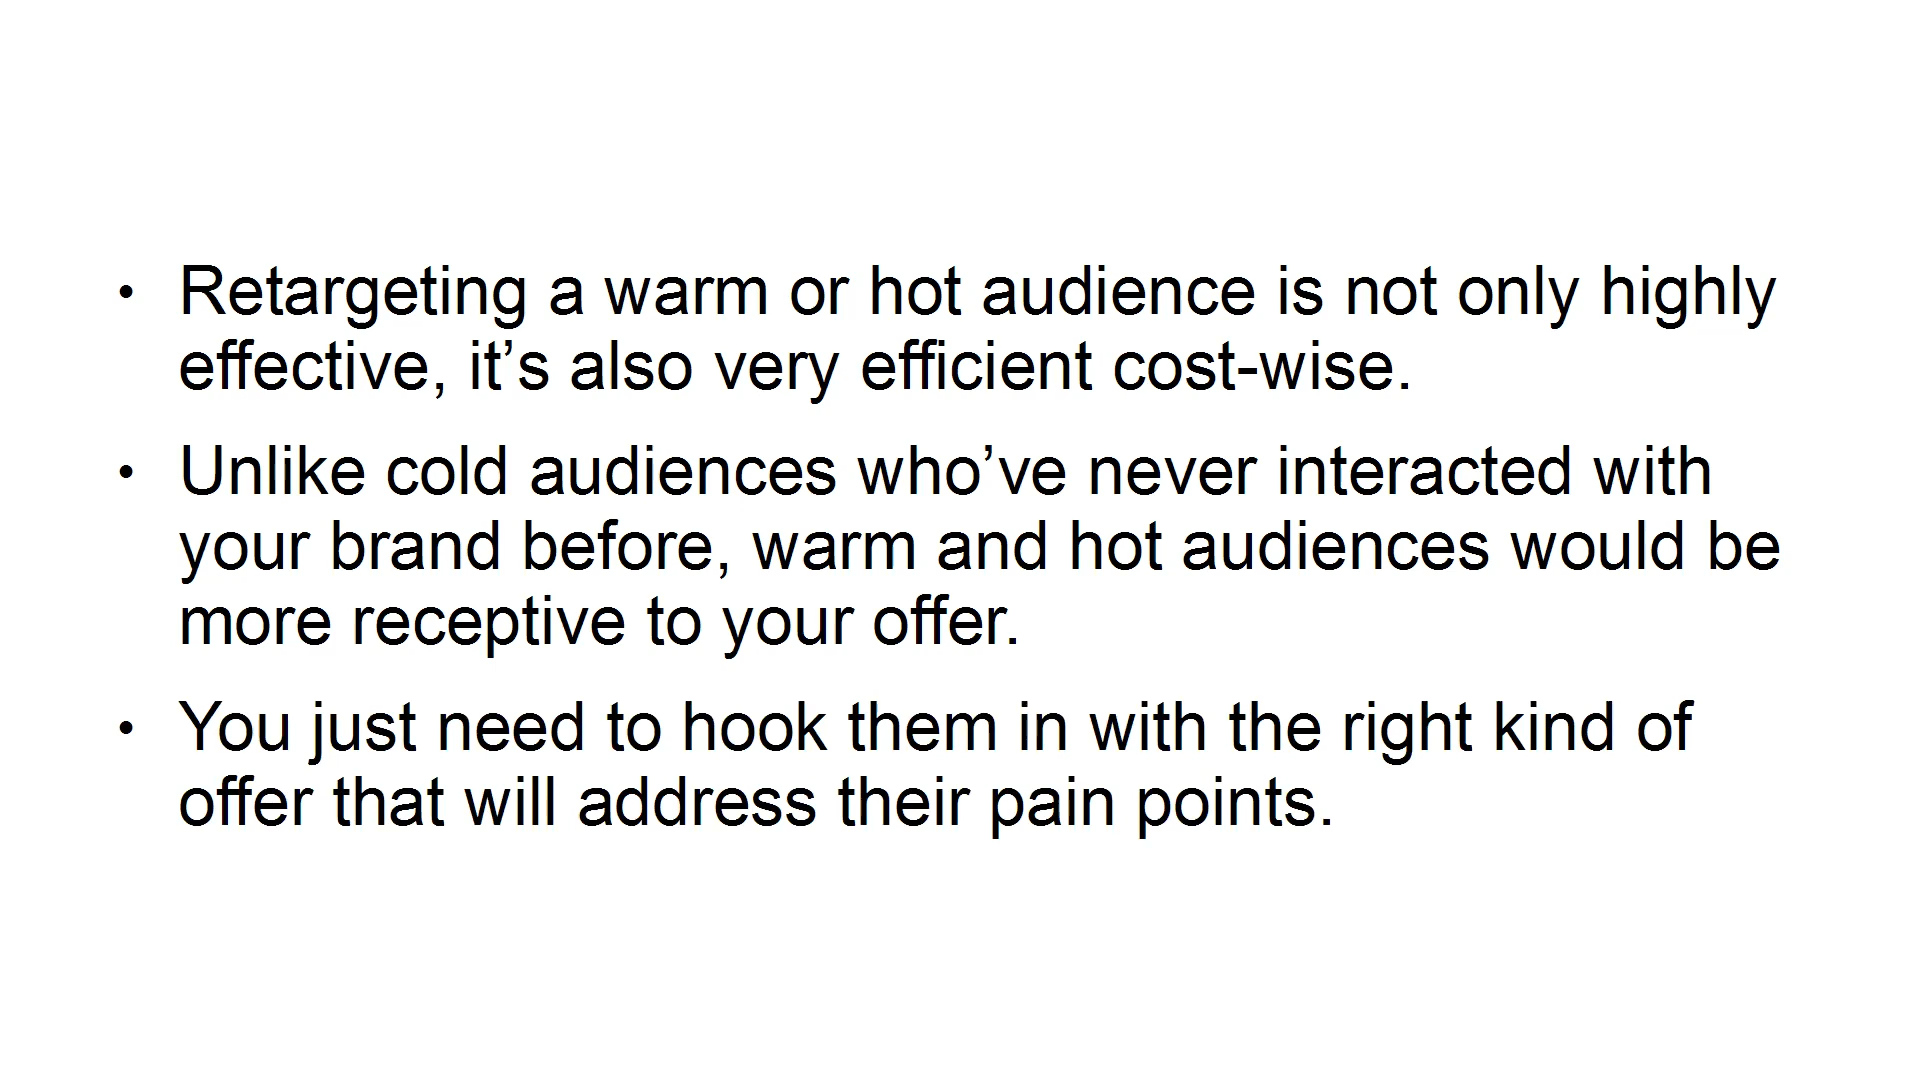 • Retargeting a warm or hot audience is not only highly
effective, it’s also very efficient cost-wise.
• Unlike cold audiences who’ve never interacted with
your brand before, warm and hot audiences would be
more receptive to your offer.
• You just need to hook them in with the right kind of
offer that will address their pain points.